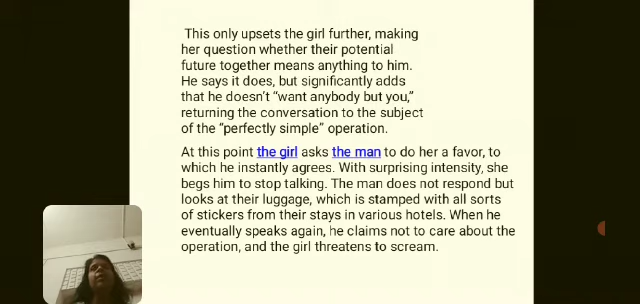 This only upsets the girl further, making
her question whether their potential
future together means anything to him.
He says it does, but significantly adds
that he doesn't “want anybody but you,”
returning the conversation to the subject
of the “perfectly simple” operation.
At this point the girl asks the man to do her a favor, to
which he instantly agrees. With surprising intensity, she
begs him to stop talking. The man does not respond but
looks at their luggage, which is stamped with all sorts
of stickers from their stays in various hotels. When he
eventually speaks again, he claims not to care about the
operation, and the girl threatens to scream.